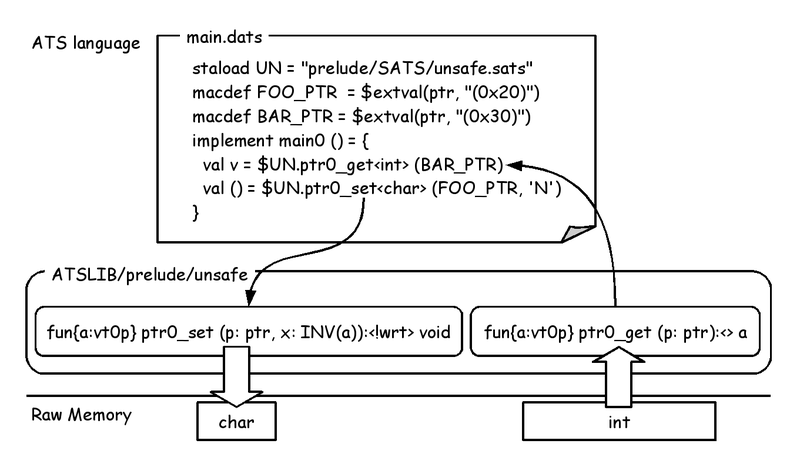 ATS language
main.dats
staload UN = "prelude/SATS/unsafe.sats"
macdef FOO_PTR = $extval(ptr, "(0x20)")
macdef BAR_PTR = $extval(ptr, "(0x30)")
implement main0 () = {
val v = $UN.ptr0_get<int> (BAR_PTR)
val () = $UN.ptr0_set<char> (FOO_PTR, 'N')
}
ATSLIB/prelude/unsafe
fun{a:vt0p} ptr0_set (p: ptr, x: INV(a)):<!wrt> void
fun{a:vt0p} ptr0_get (p: ptr):<> a
Raw Memory
char
int